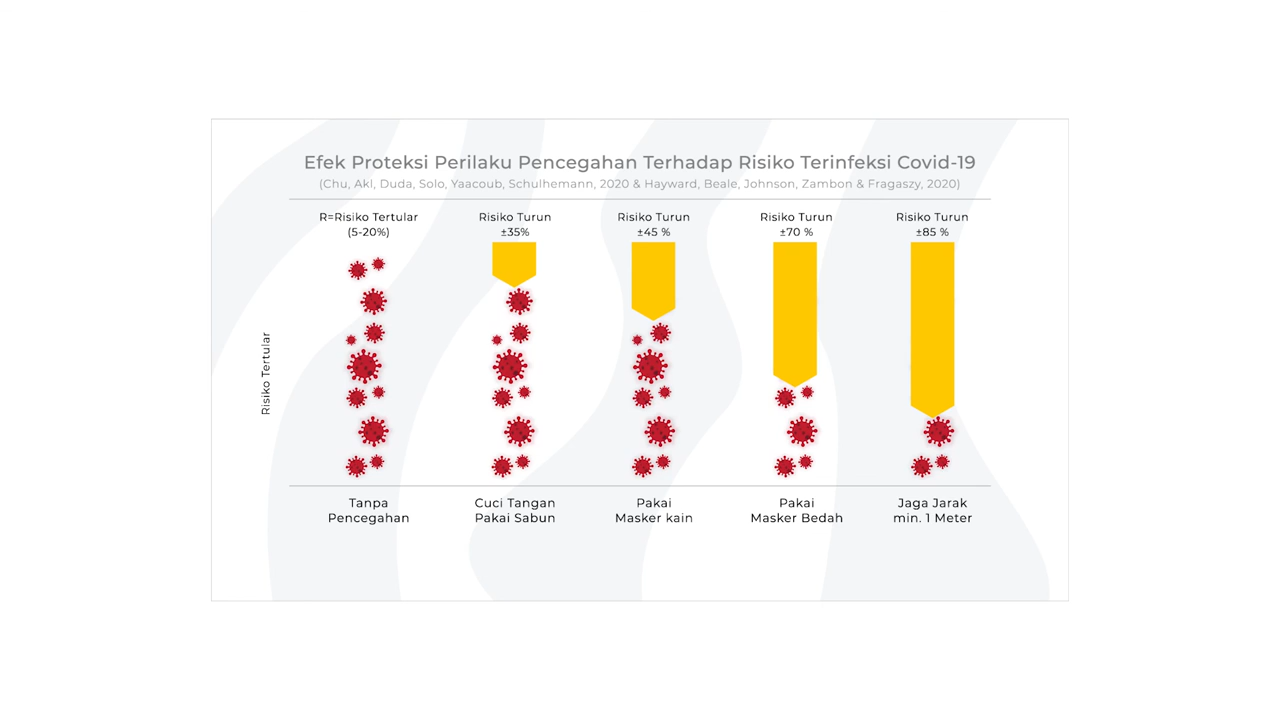 Efek Proteksi Perilaku Pencegahan Terhadap Risiko Terinfeksi Covid-19
(Chu, Akl, Duda, Solo, Yaacoub, Schulhemann, 2020 & Hayward, Beale, Johnson, Zambon & Fragaszy, 2020)
R=Risiko Tertular
(5-20%)
Risiko Turun
±35%
Risiko Turun
±45 %
Risiko Turun
±70 %
Risiko Turun
±85 %
Risiko Tertular
Tanpa
Pencegahan
Cuci Tangan
Pakai Sabun
Pakai
Masker kain
Pakai
Masker Bedah
Jaga Jarak
min. 1 Meter